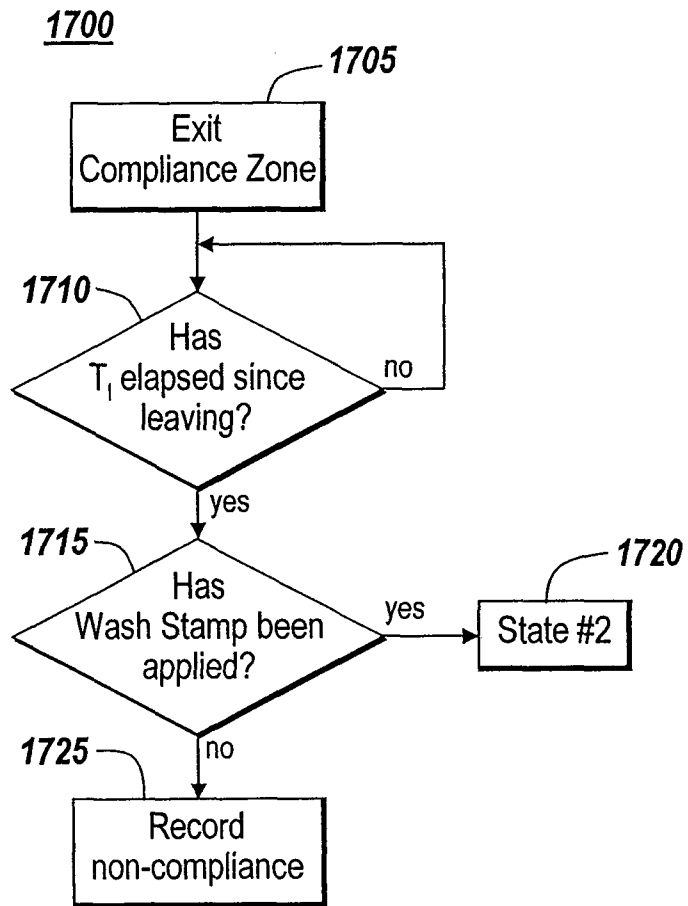 1700
1705
Exit
Compliance Zone
1710
Has
T₁ elapsed since
leaving?
no
yes
1715
Has
Wash Stamp been
applied?
yes
1720
State #2
no
1725
Record
non-compliance